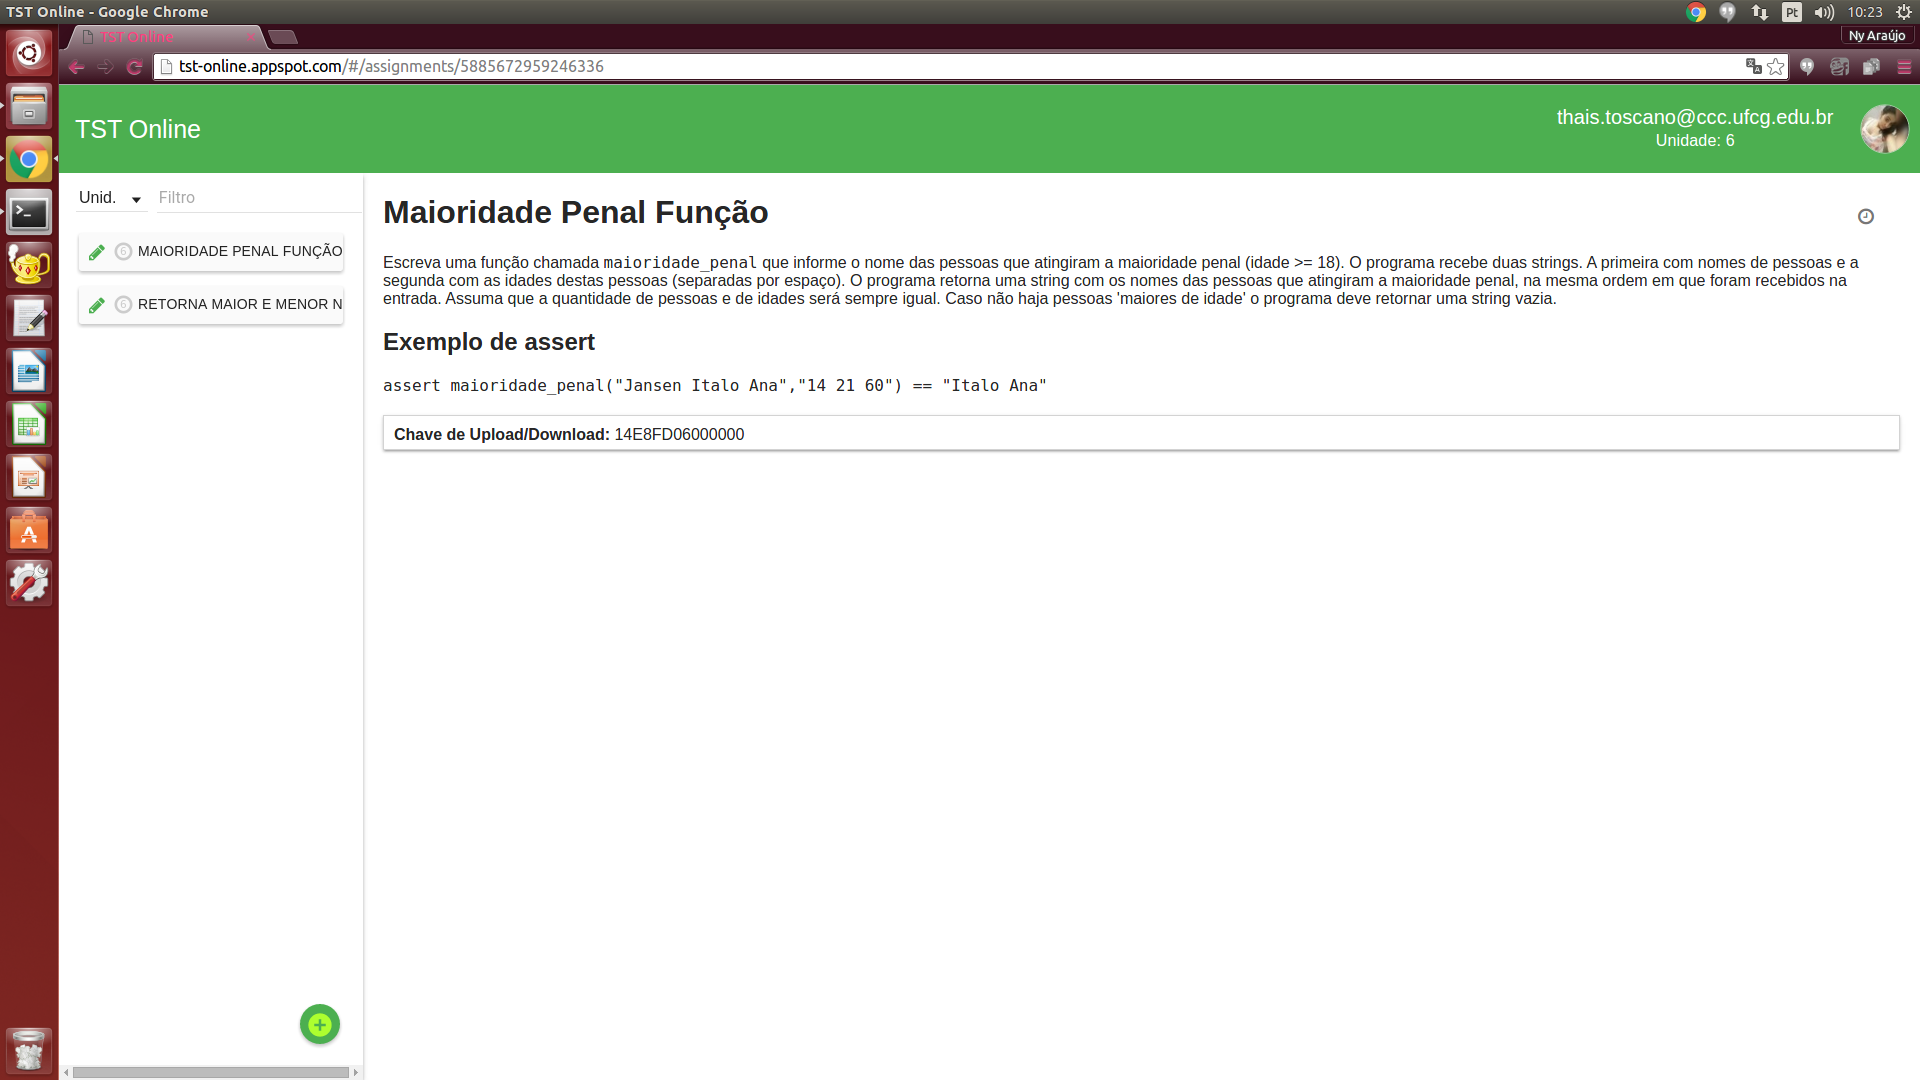 TST Online - Google Chrome
Pt
10:23
TST Online
Ny Araújo
tst-online.appspot.com/#/assignments/5885672959246336
TST Online
thais.toscano@ccc.ufcg.edu.br
Unidade: 6
Unid.
Filtro
6 MAIORIDADE PENAL FUNÇÃO
6 RETORNA MAIOR E MENOR N
Maioridade Penal Função
Escreva uma função chamada maioridade_penal que informe o nome das pessoas que atingiram a maioridade penal (idade >= 18). O programa recebe duas strings. A primeira com nomes de pessoas e a
segunda com as idades destas pessoas (separadas por espaço). O programa retorna uma string com os nomes das pessoas que atingiram a maioridade penal, na mesma ordem em que foram recebidos na
entrada. Assuma que a quantidade de pessoas e de idades será sempre igual. Caso não haja pessoas 'maiores de idade' o programa deve retornar uma string vazia.
Exemplo de assert
assert maioridade_penal("Jansen Italo Ana","14 21 60") == "Italo Ana"
Chave de Upload/Download: 14E8FD06000000